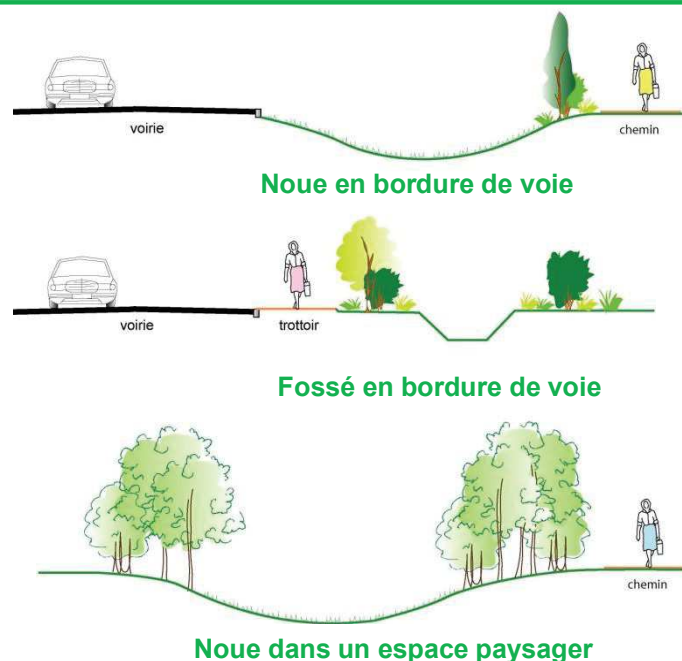 voirie
chemin
Noue en bordure de voie
voirie
trottoir
Fossé en bordure de voie
chemin
Noue dans un espace paysager